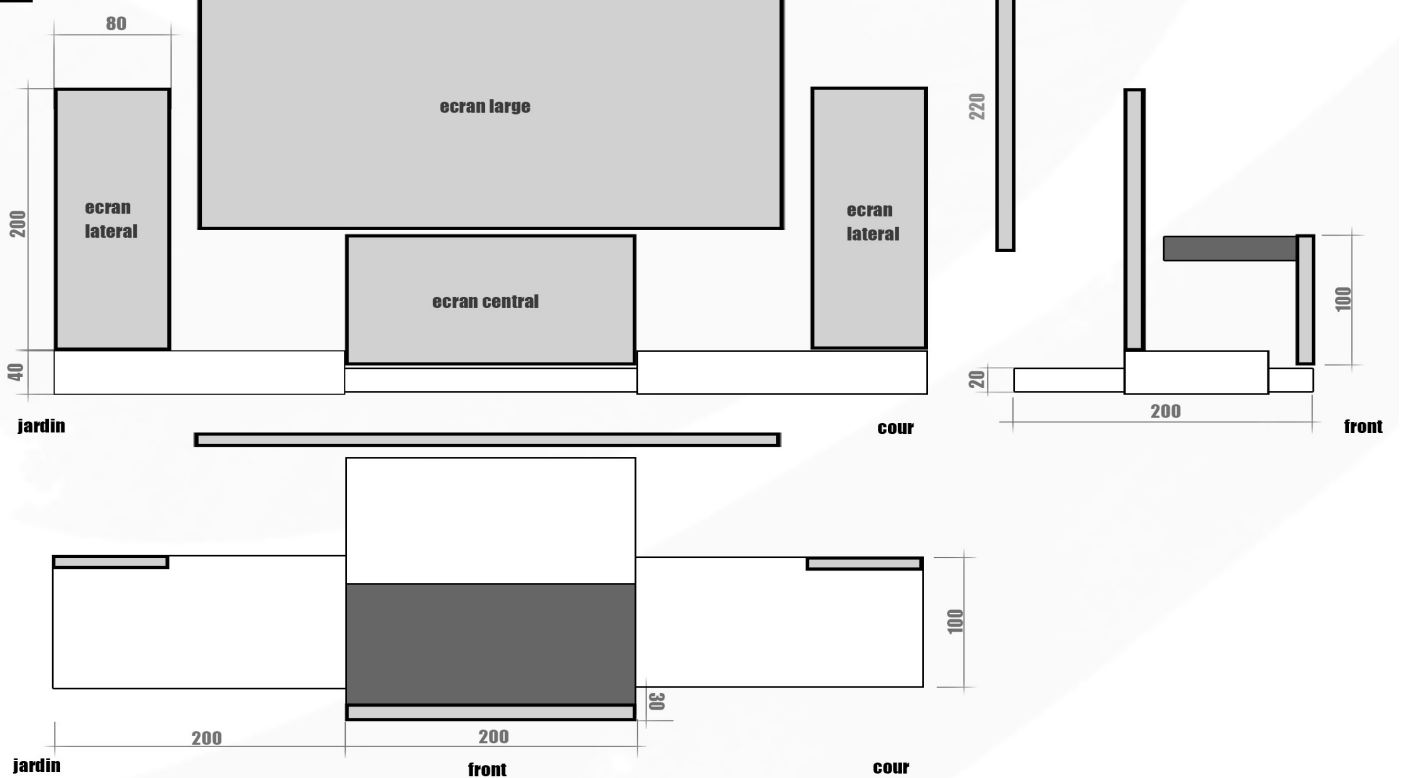 80
ecran large
220
200
ecran
lateral
ecran
lateral
ecran central
100
40
20
200
jardin
cour
front
100
30
200
200
jardin
front
cour